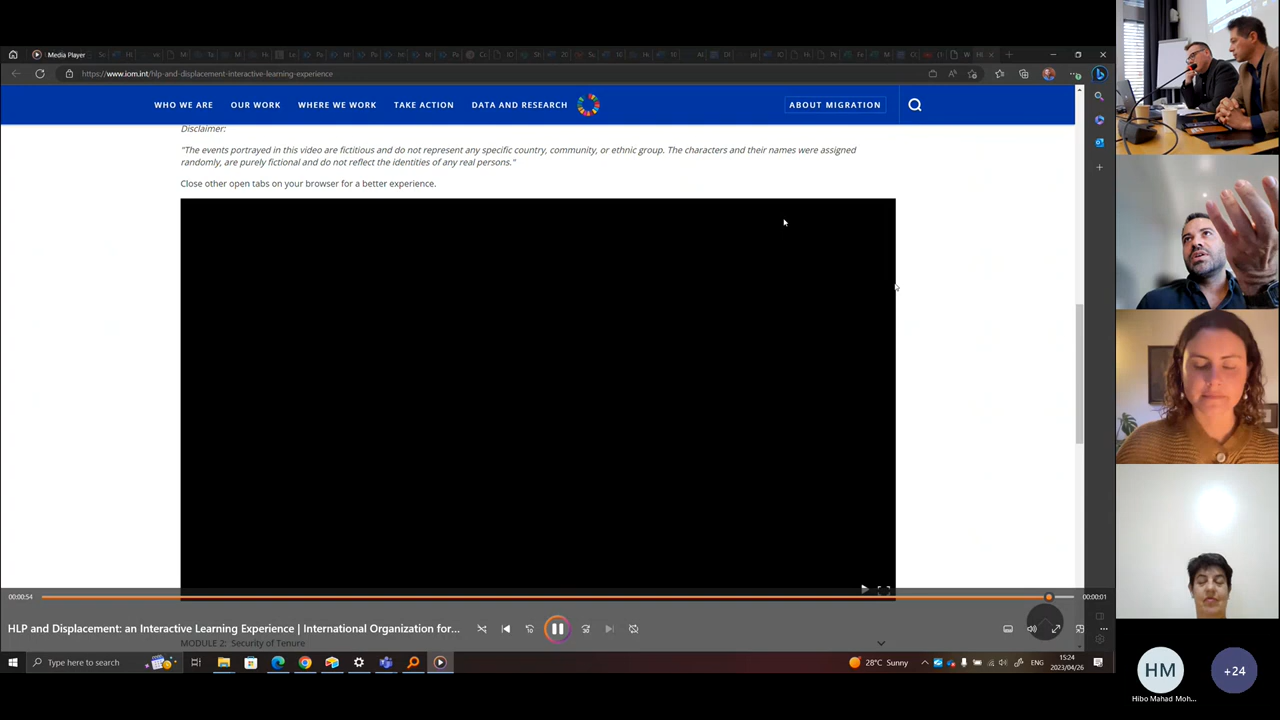 Media Player
https://www.iom.int/hlp-and-displacement-interactive-learning-experience
WHO WE ARE
OUR WORK
WHERE WE WORK
TAKE ACTION
DATA AND RESEARCH
ABOUT MIGRATION
Disclaimer:
"The events portrayed in this video are fictitious and do not represent any specific country, community, or ethnic group. The characters and their names were assigned
randomly, are purely fictional and do not reflect the identities of any real persons."
Close other open tabs on your browser for a better experience.
00:00:54
00:00:01
HLP and Displacement: an Interactive Learning Experience | International Organization for...
MODULE 2: Security of Tenure
Type here to search
28°C Sunny
ENG
15:24
2023/04/26
HM
+24
Hibo Mahad Moh...